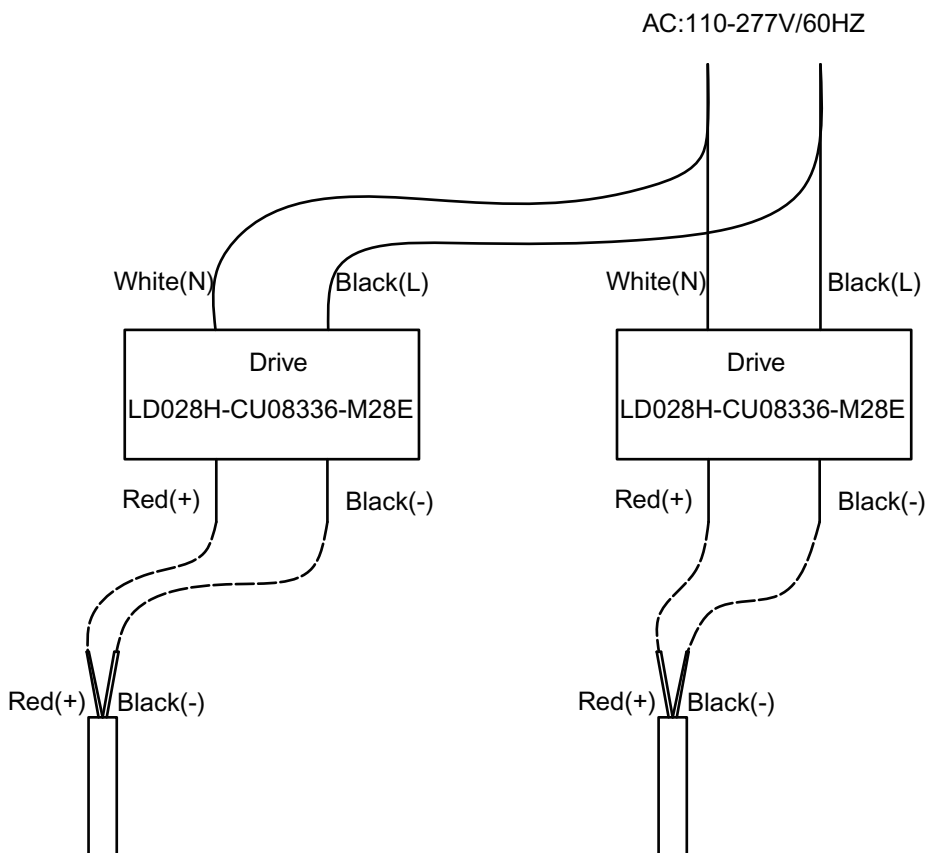 AC:110-277V/60HZ
White(N)
Black(L)
White(N)
Black(L)
Drive
LD028H-CU08336-M28E
Drive
LD028H-CU08336-M28E
Red(+)
Black(-)
Red(+)
Black(-)
Red(+)
Black(-)
Red(+)
Black(-)